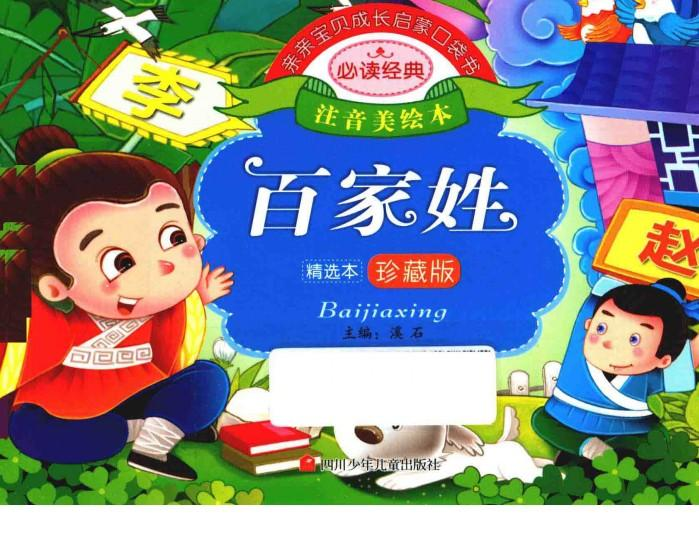 亲亲宝贝成长启蒙口袋书
必读经典
注音美绘本
李
百家姓
赵
精选本 珍藏版
Baijiaxing
主编：溪石
四川少年儿童出版社